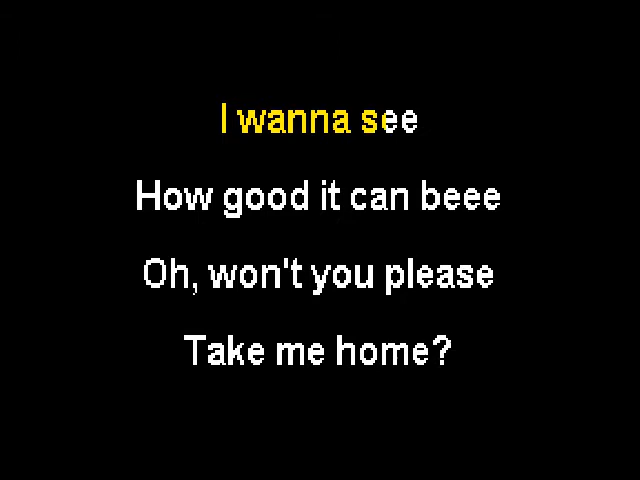 I wanna see
How good it can beee
Oh, won't you please
Take me home?